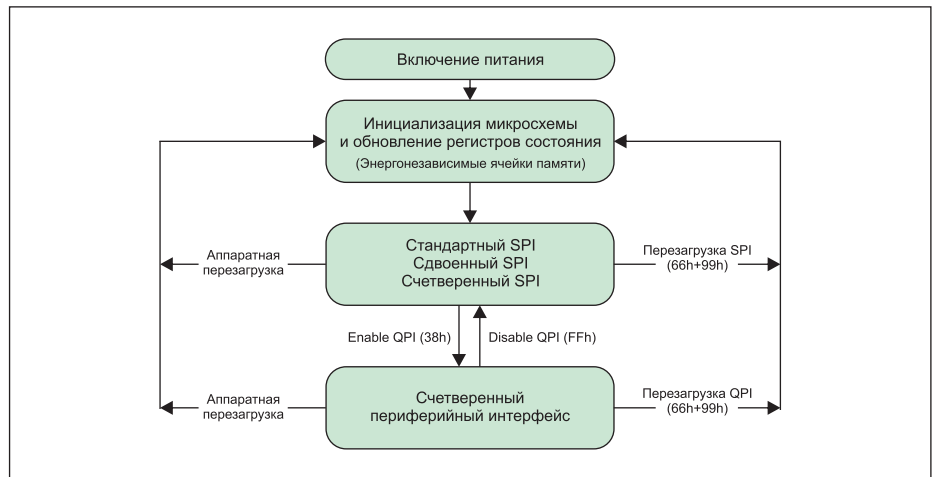 Включение питания
Инициализация микросхемы
и обновление регистров состояния
(Энергонезависимые ячейки памяти)
Стандартный SPI
Сдвоенный SPI
Счетверенный SPI
Аппаратная
перезагрузка
Перезагрузка SPI
(66h+99h)
Enable QPI (38h)
Disable QPI (FFh)
Счетверенный
периферийный интерфейс
Аппаратная
перезагрузка
Перезагрузка QPI
(66h+99h)